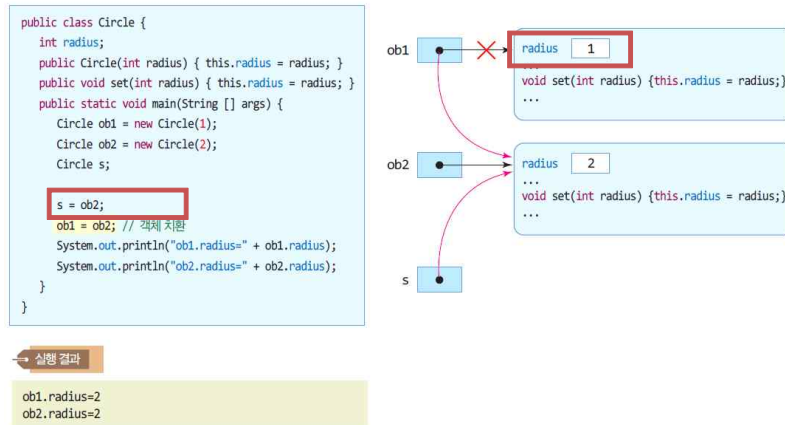 public class Circle {
int radius;
public Circle(int radius) { this.radius = radius; }
public void set(int radius) { this.radius = radius; }
public static void main(String [] args) {
Circle ob1 = new Circle(1);
Circle ob2 = new Circle(2);
Circle s;
s = ob2;
ob1 = ob2; // 객체 치환
System.out.println("ob1.radius=" + ob1.radius);
System.out.println("ob2.radius=" + ob2.radius);
}
}
실행 결과
ob1.radius=2
ob2.radius=2
ob1
radius 1
...
void set(int radius) {this.radius = radius;}
...
ob2
radius 2
...
void set(int radius) {this.radius = radius;}
...
s